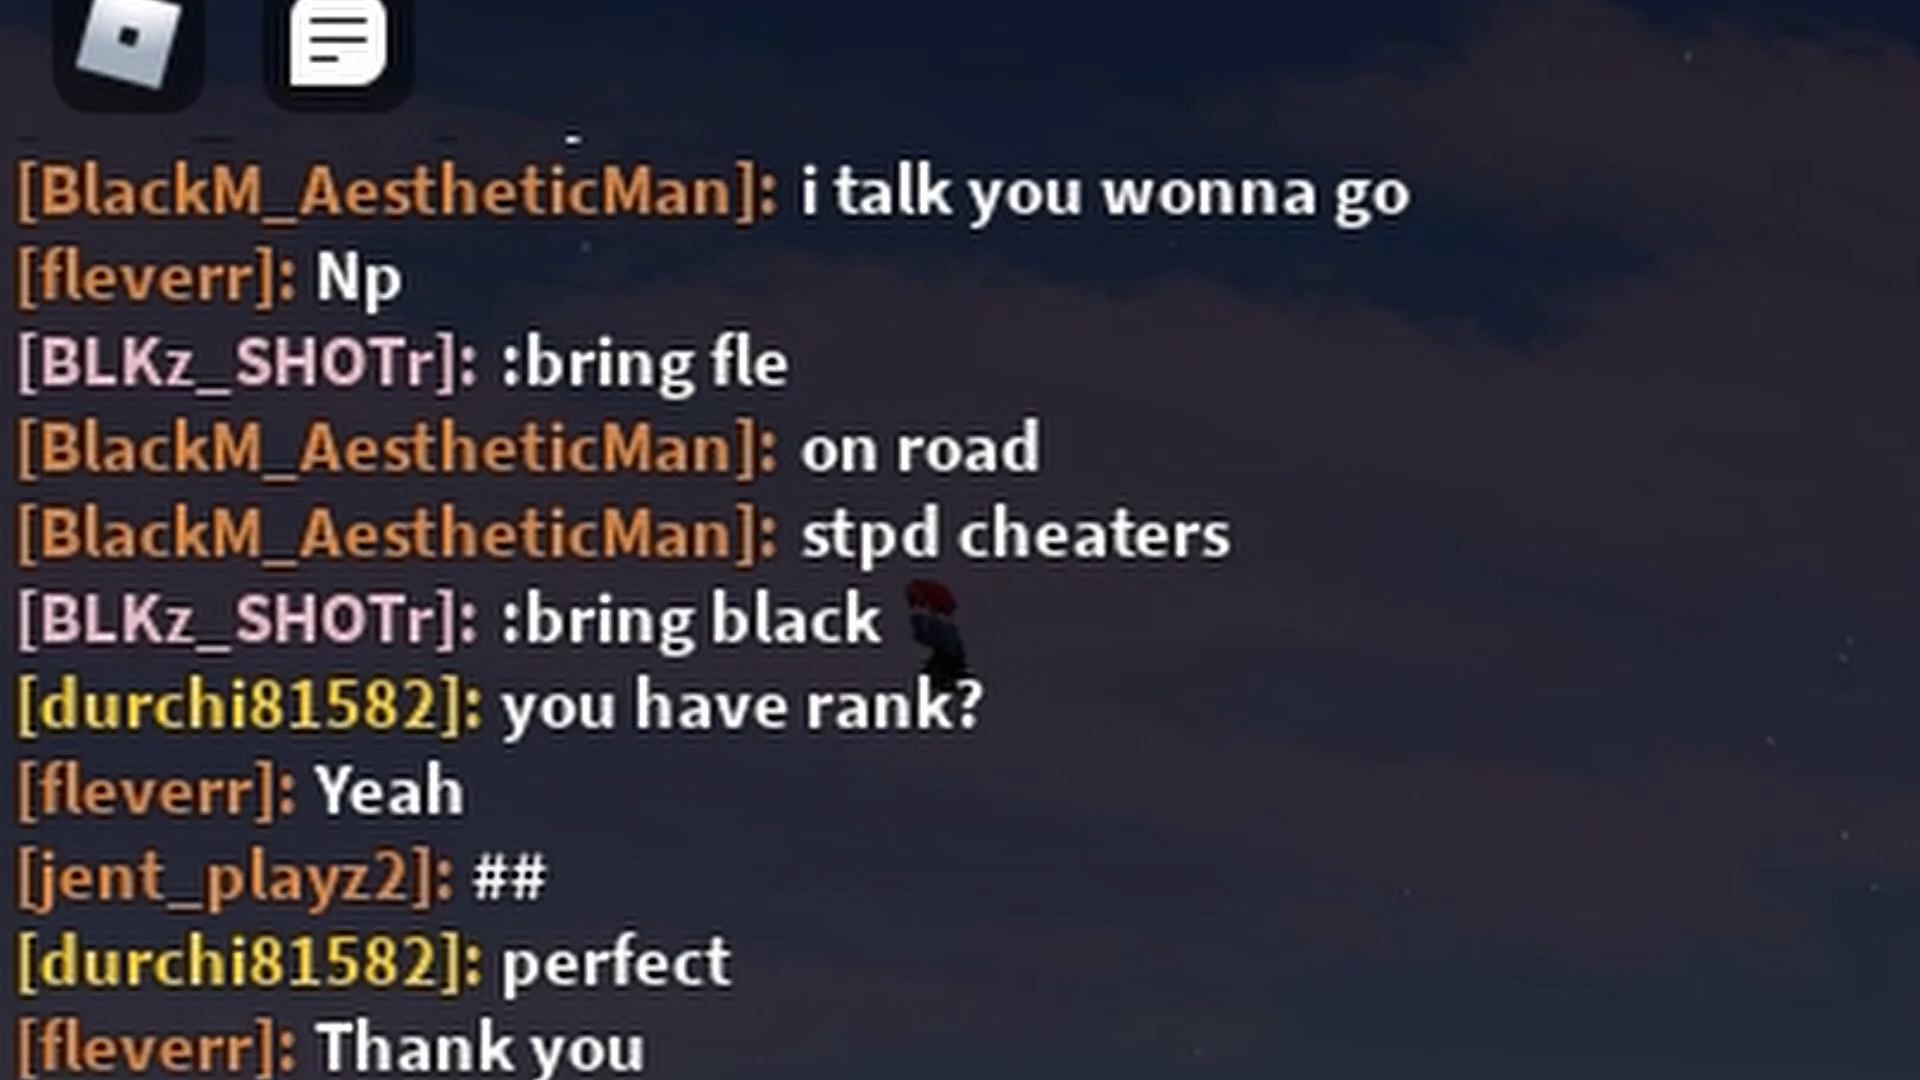 [BlackM_AestheticMan]: i talk you wonna go
[fleverr]: Np
[BLKz_SHOTr]: :bring fle
[BlackM_AestheticMan]: on road
[BlackM_AestheticMan]: stpd cheaters
[BLKz_SHOTr]: :bring black
[durchi81582]: you have rank?
[fleverr]: Yeah
[jent_playz2]: ##
[durchi81582]: perfect
[fleverr]: Thank you